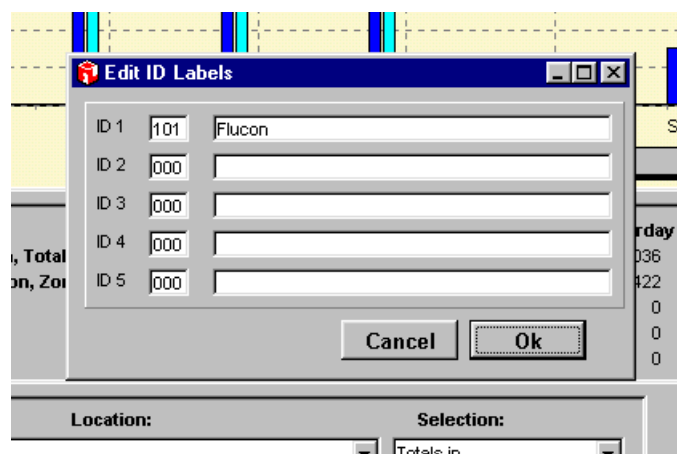 Edit ID Labels
S
ID 1 101 Flucon
ID 2 000
ID 3 000
ID 4 000
ID 5 000
rday
, Total 036
on, Zo 422
0
0
0
Cancel Ok
Location: Selection:
Totals in